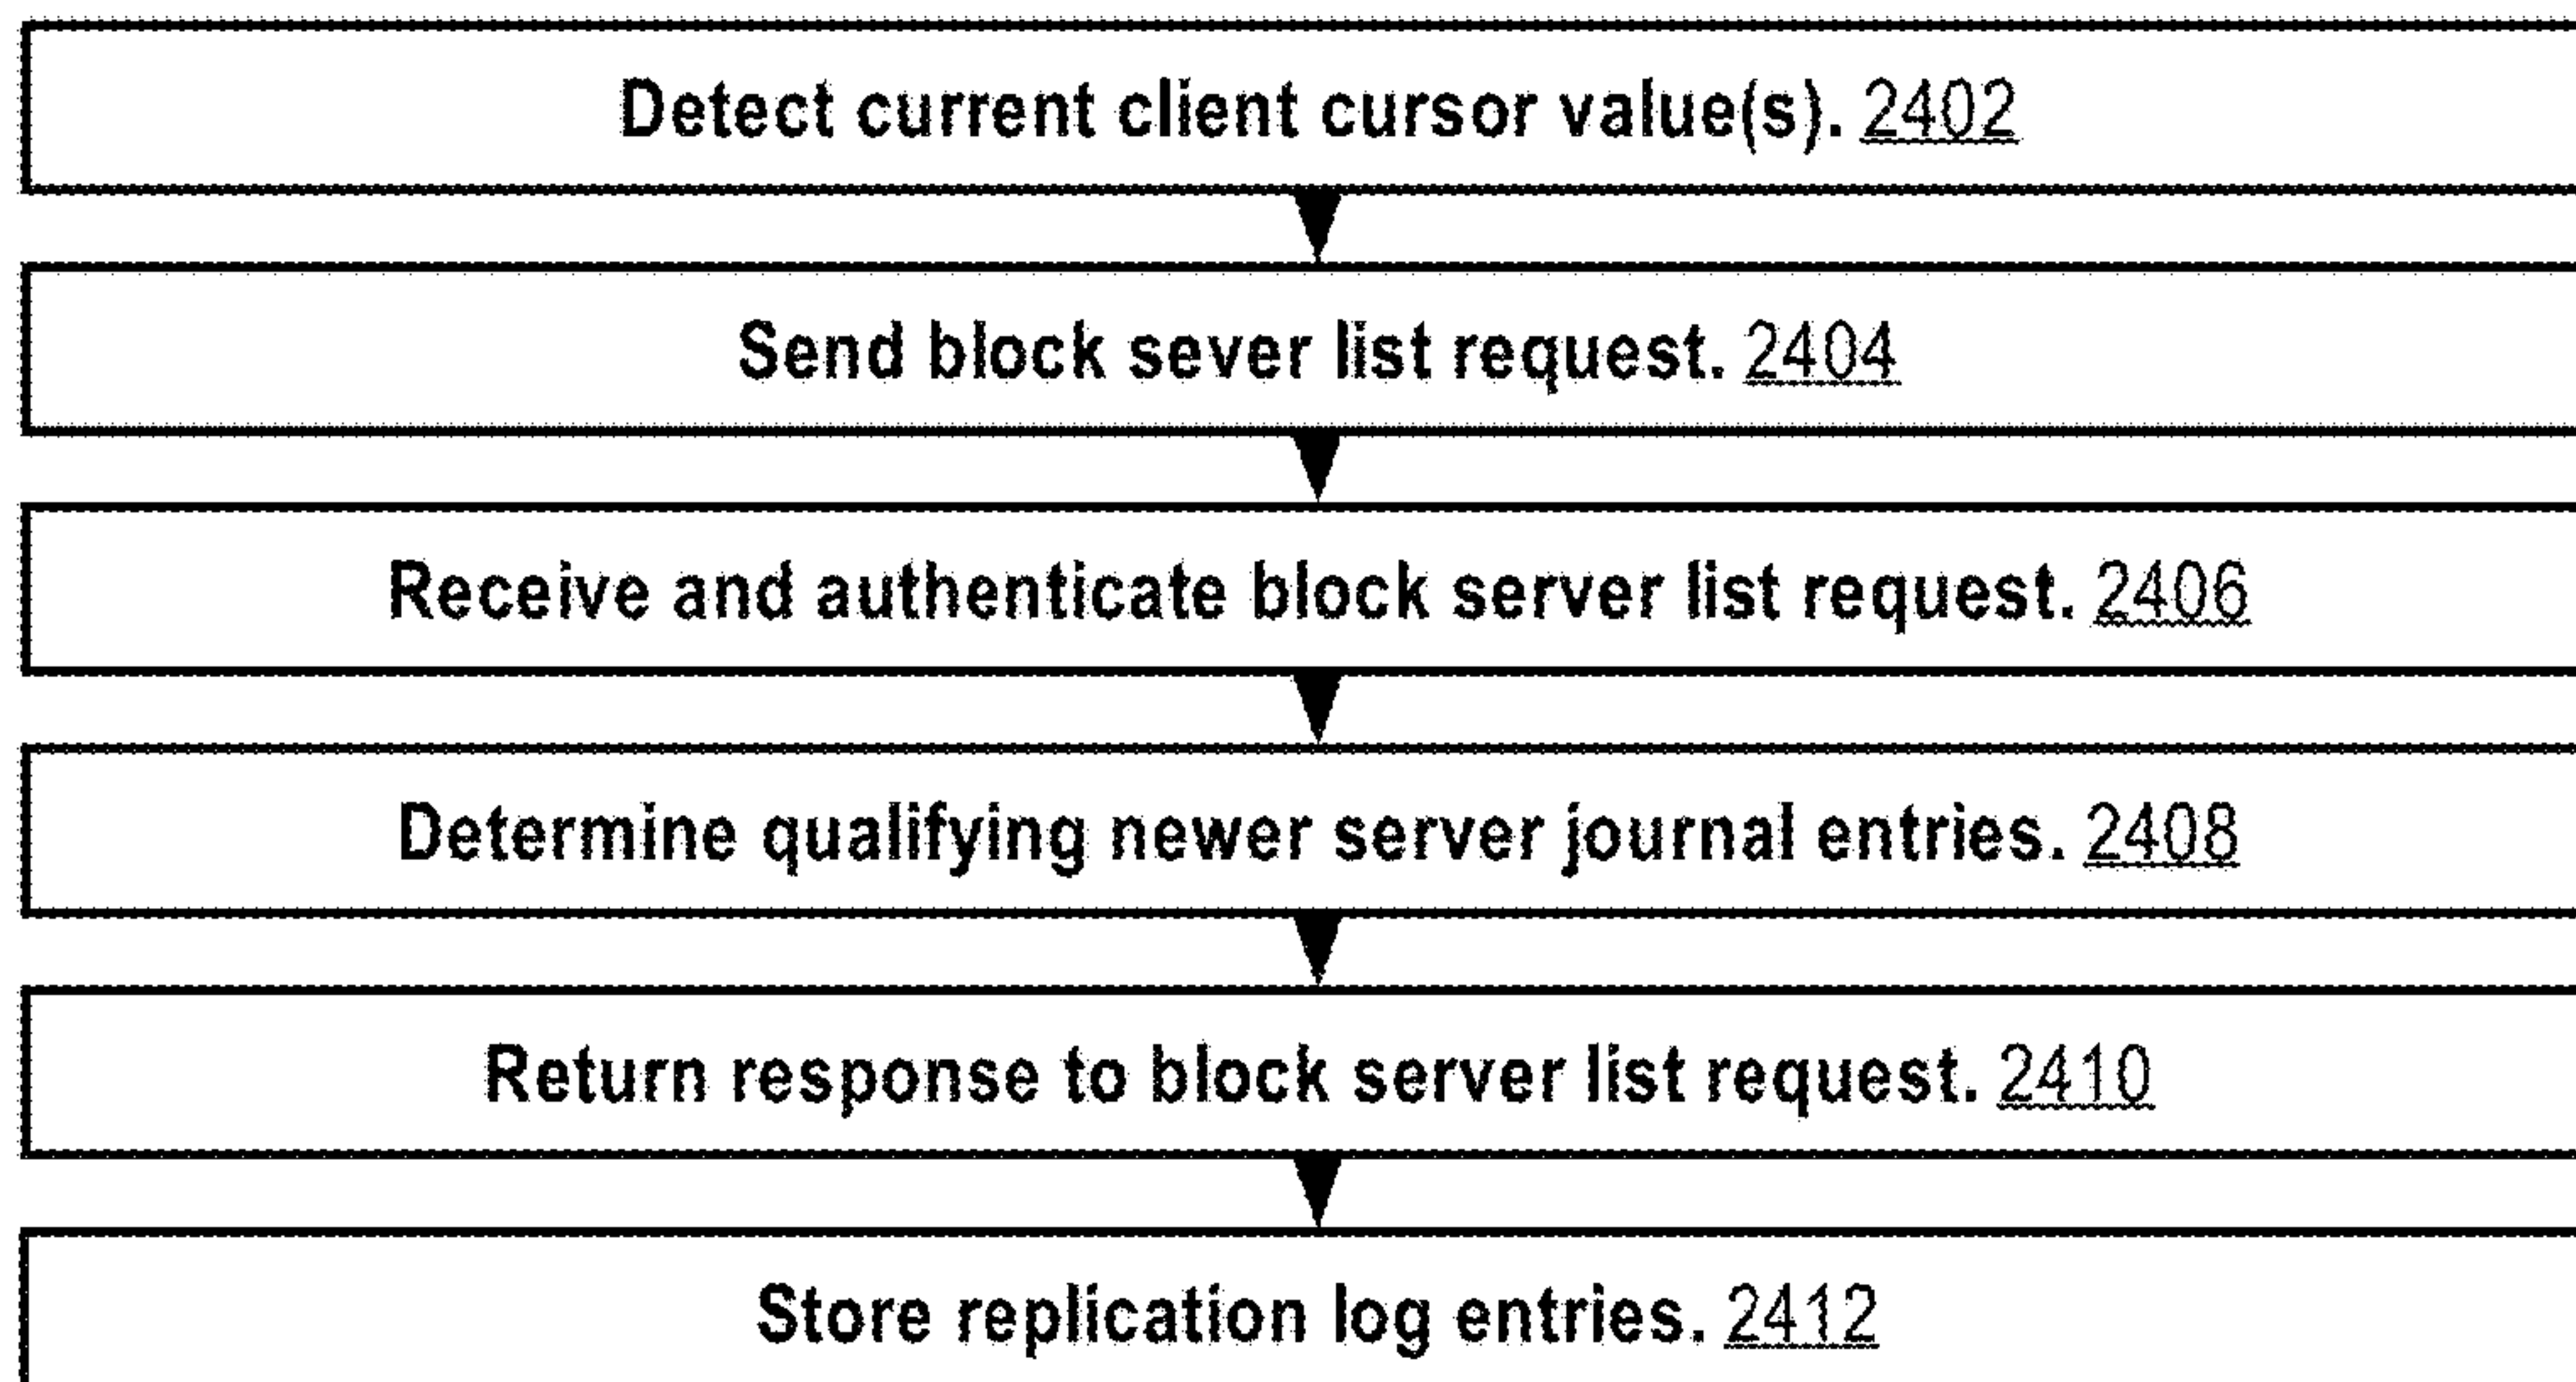 Detect current client cursor value(s). 2402
Send block sever list request. 2404
Receive and authenticate block server list request. 2406
Determine qualifying newer server journal entries. 2408
Return response to block server list request. 2410
Store replication log entries. 2412